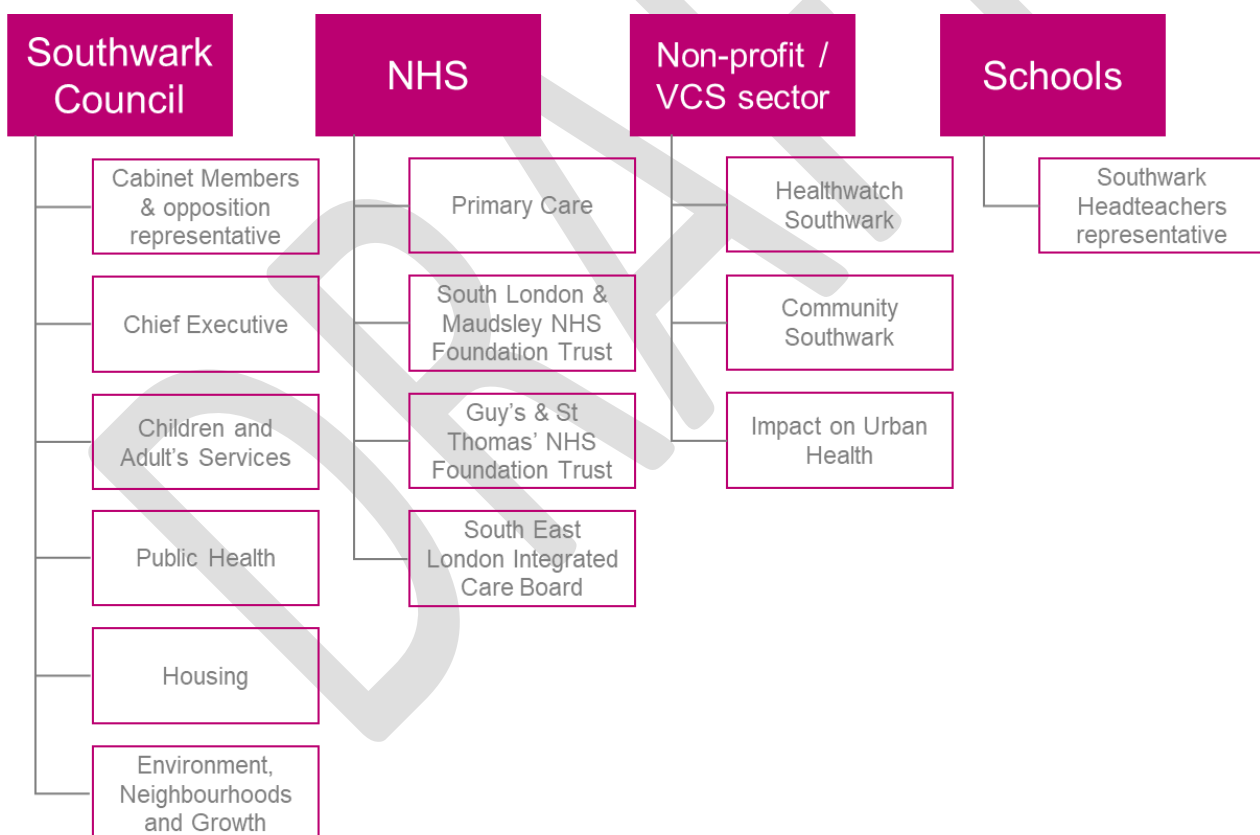 Southwark
Council
Cabinet Members
& opposition
representative
Chief Executive
Children and
Adult's Services
Public Health
Housing
Environment,
Neighbourhoods
and Growth
NHS
Primary Care
South London &
Maudsley NHS
Foundation Trust
Guy's & St
Thomas' NHS
Foundation Trust
South East
London Integrated
Care Board
Non-profit /
VCS sector
Healthwatch
Southwark
Community
Southwark
Impact on Urban
Health
Schools
Southwark
Headteachers
representative